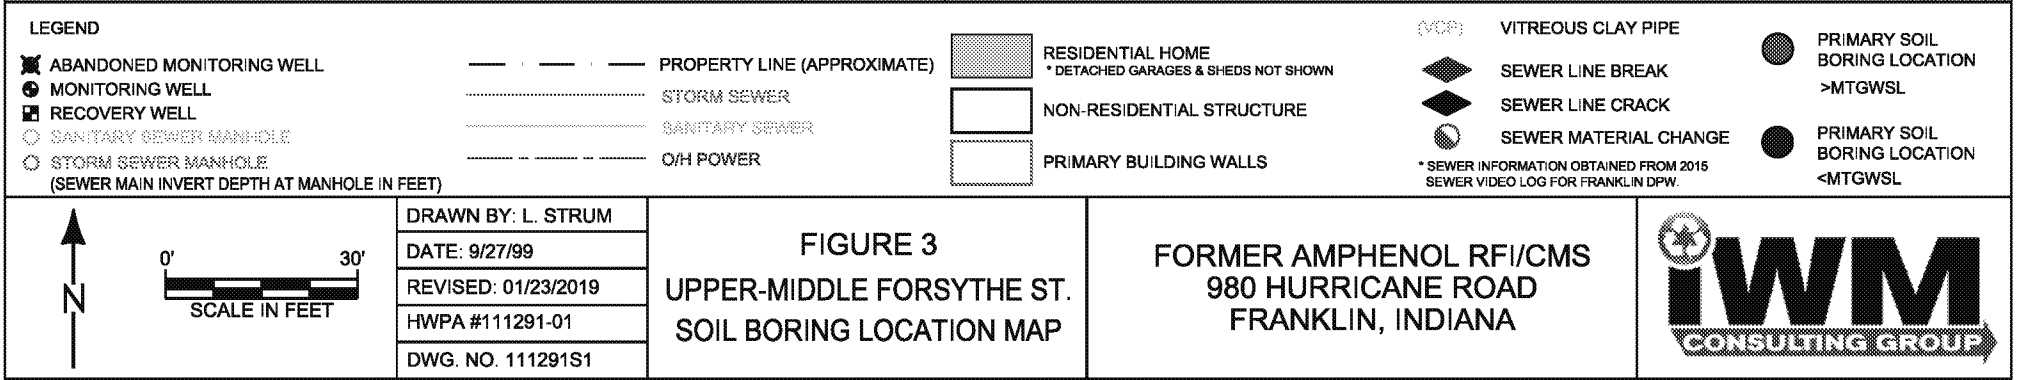 LEGEND
ABANDONED MONITORING WELL
MONITORING WELL
RECOVERY WELL
SANITARY SEWER MANHOLE
STORM SEWER MANHOLE
(SEWER MAIN INVERT DEPTH AT MANHOLE IN FEET)
PROPERTY LINE (APPROXIMATE)
STORM SEWER
SANITARY SEWER
O/H POWER
RESIDENTIAL HOME
* DETACHED GARAGES & SHEDS NOT SHOWN
NON-RESIDENTIAL STRUCTURE
PRIMARY BUILDING WALLS
(VCP) VITREOUS CLAY PIPE
SEWER LINE BREAK
SEWER LINE CRACK
SEWER MATERIAL CHANGE
* SEWER INFORMATION OBTAINED FROM 2015
SEWER VIDEO LOG FOR FRANKLIN DPW.
PRIMARY SOIL
BORING LOCATION
>MTGWSL
PRIMARY SOIL
BORING LOCATION
<MTGWSL
N
0' 30'
SCALE IN FEET
DRAWN BY: L. STRUM
DATE: 9/27/99
REVISED: 01/23/2019
HWPA #111291-01
DWG. NO. 111291S1
FIGURE 3
UPPER-MIDDLE FORSYTHE ST.
SOIL BORING LOCATION MAP
FORMER AMPHENOL RFI/CMS
980 HURRICANE ROAD
FRANKLIN, INDIANA
iWM
CONSULTING GROUP